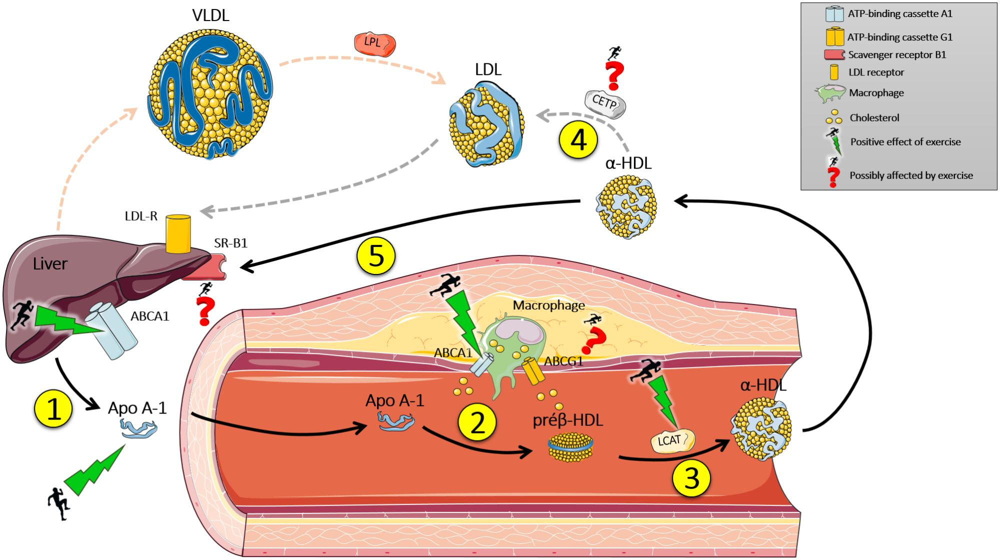 VLDL
LPL
LDL
CETP
4
α-HDL
LDL-R
SR-B1
Liver
5
ABCA1
Macrophage
ABCA1
ABCG1
1
Apo A-1
Apo A-1
2
préβ-HDL
LCAT
3
α-HDL
ATP-binding cassette A1
ATP-binding cassette G1
Scavenger receptor B1
LDL receptor
Macrophage
Cholesterol
Positive effect of exercise
Possibly affected by exercise
?
?
?
?